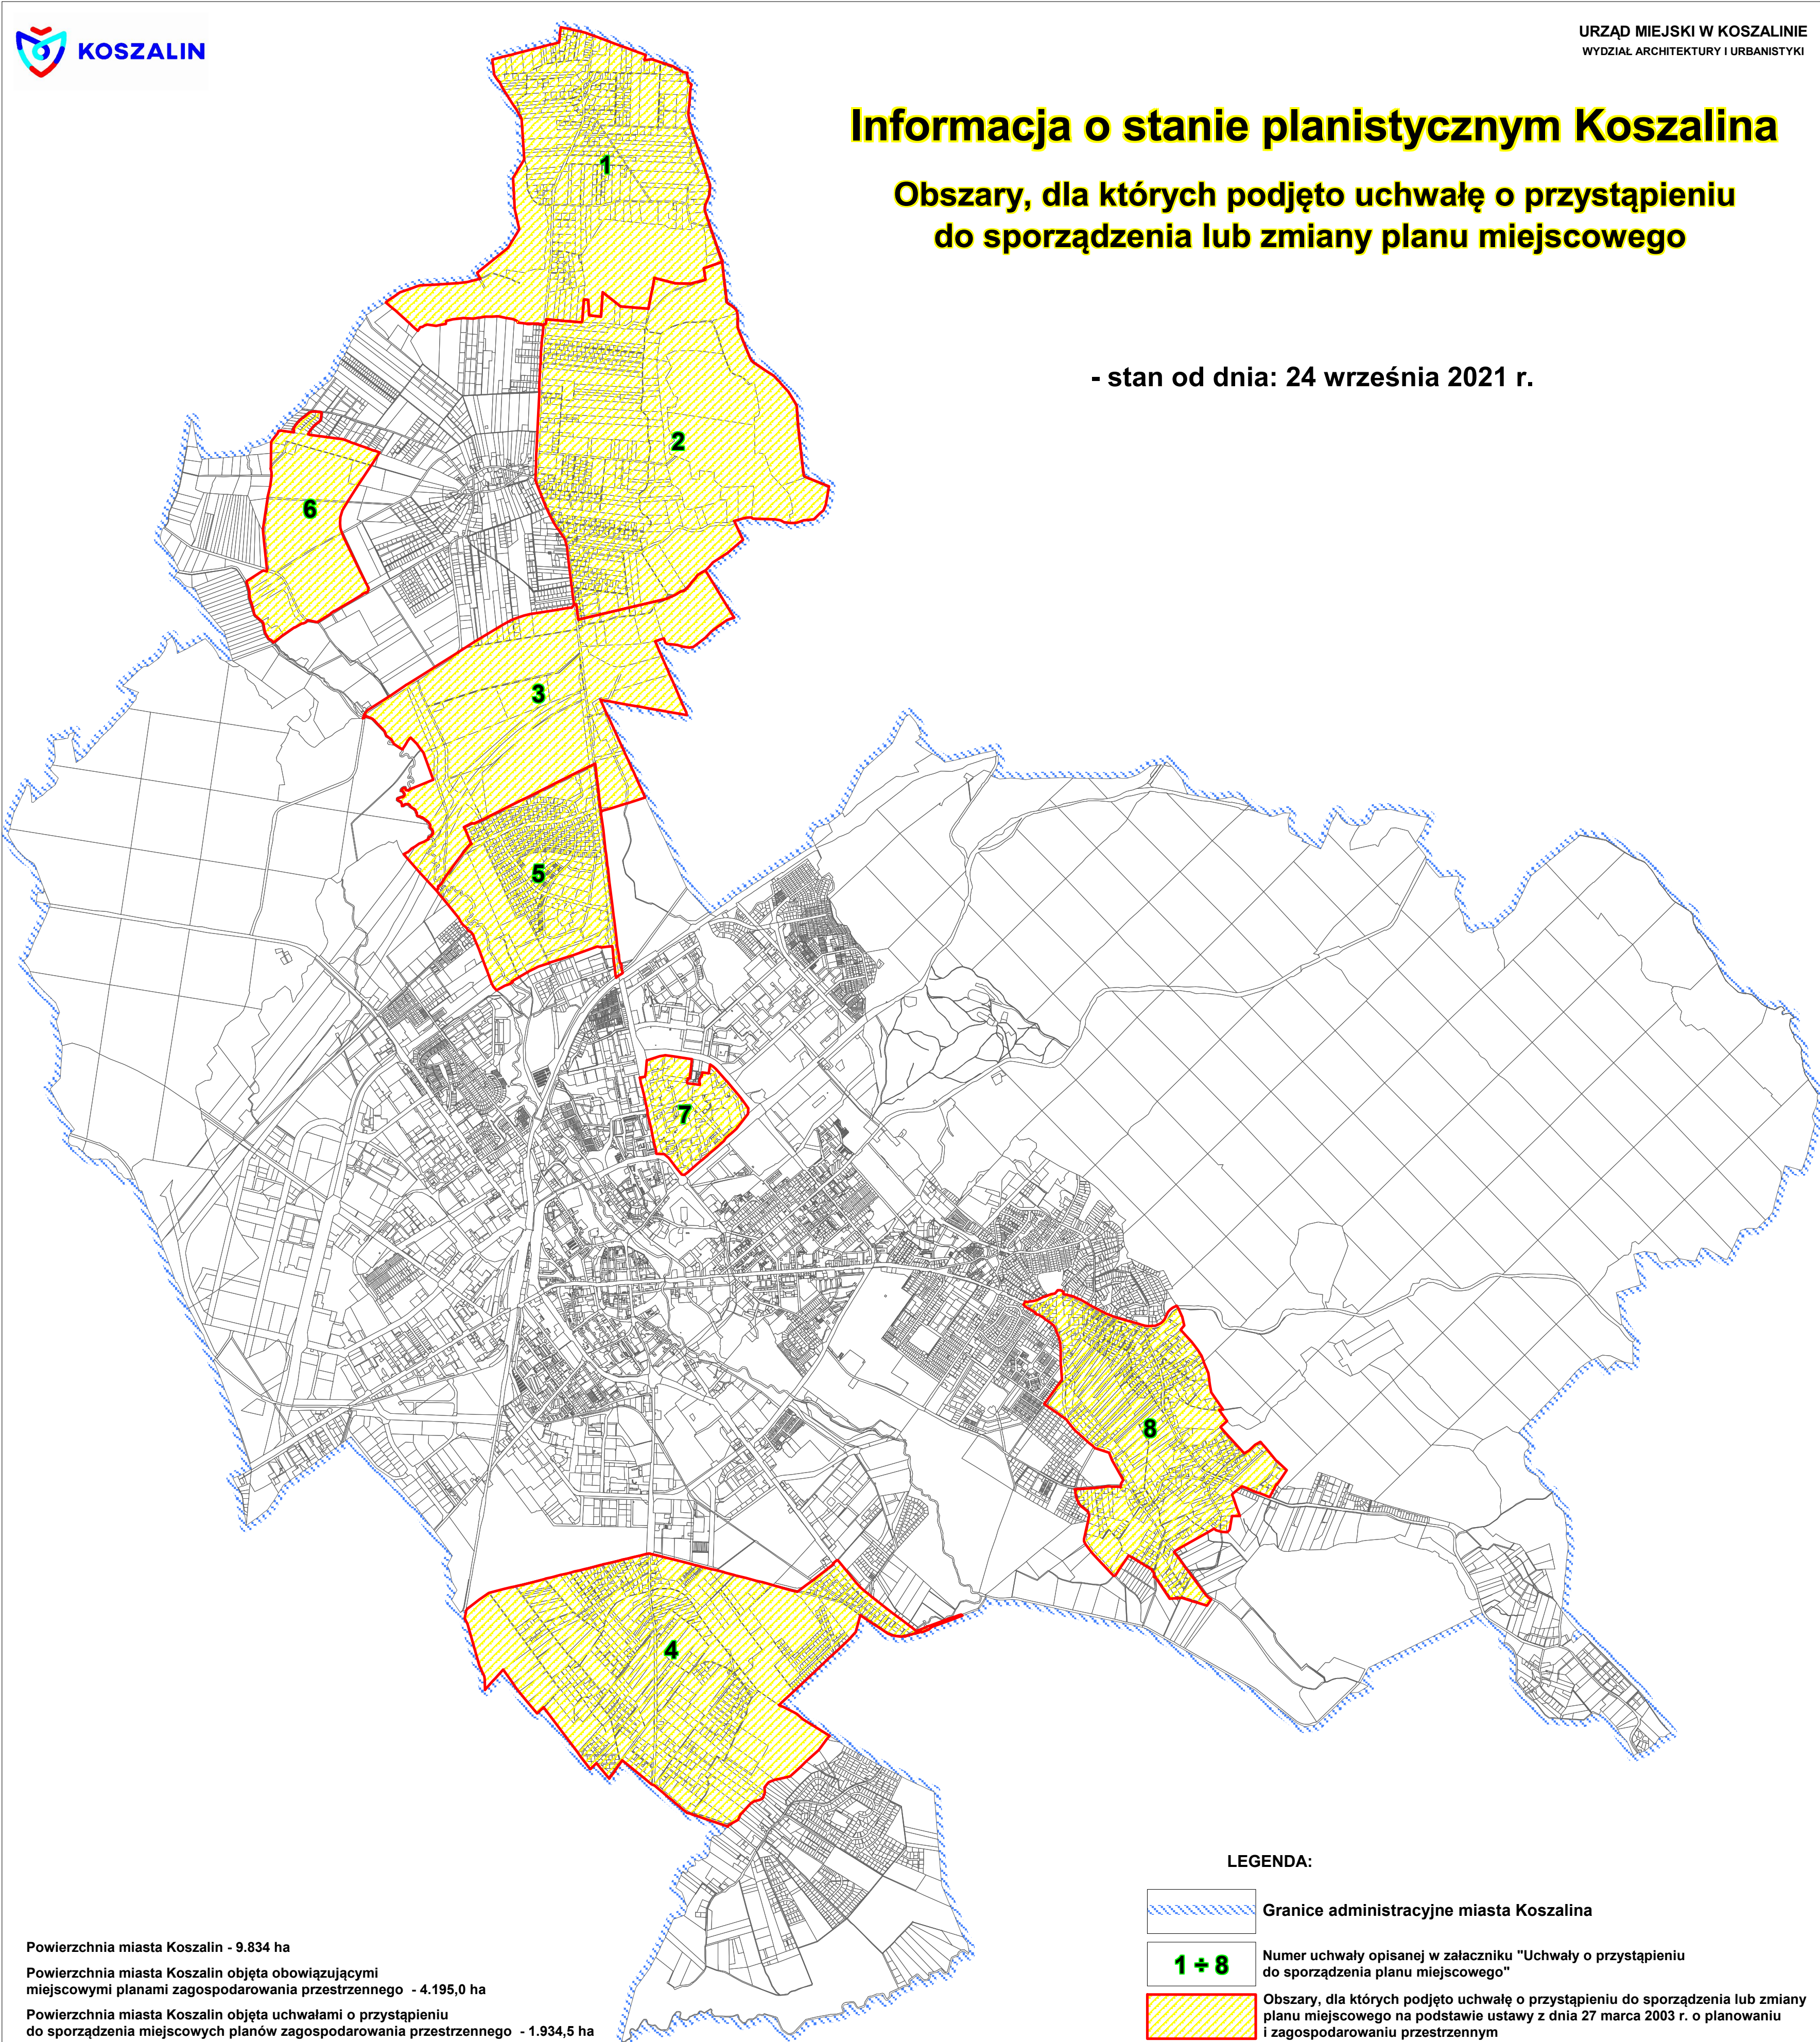 KOSZALIN
URZĄD MIEJSKI W KOSZALINIE
WYDZIAŁ ARCHITEKTURY I URBANISTYKI
Informacja o stanie planistycznym Koszalina
Obszary, dla których podjęto uchwałę o przystąpieniu
do sporządzenia lub zmiany planu miejscowego
- stan od dnia: 24 września 2021 r.
1
2
6
3
5
7
8
4
LEGENDA:
Granice administracyjne miasta Koszalina
1 ÷ 8
Numer uchwały opisanej w załaczniku "Uchwały o przystąpieniu
do sporządzenia planu miejscowego"
Obszary, dla których podjęto uchwałę o przystąpieniu do sporządzenia lub zmiany
planu miejscowego na podstawie ustawy z dnia 27 marca 2003 r. o planowaniu
i zagospodarowaniu przestrzennym
Powierzchnia miasta Koszalin - 9.834 ha
Powierzchnia miasta Koszalin objęta obowiązującymi
miejscowymi planami zagospodarowania przestrzennego - 4.195,0 ha
Powierzchnia miasta Koszalin objęta uchwałami o przystąpieniu
do sporządzenia miejscowych planów zagospodarowania przestrzennego - 1.934,5 ha